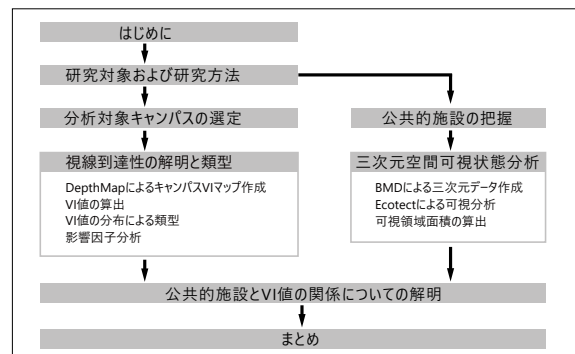 はじめに
研究対象および研究方法
分析対象キャンパスの選定
公共的施設の把握
視線到達性の解明と類型
DepthMapによるキャンパスVIマップ作成
VI値の算出
VI値の分布による類型
影響因子分析
三次元空間可視状態分析
BMDによる三次元データ作成
Ecotectによる可視分析
可視領域面積の算出
公共的施設とVI値の関係についての解明
まとめ